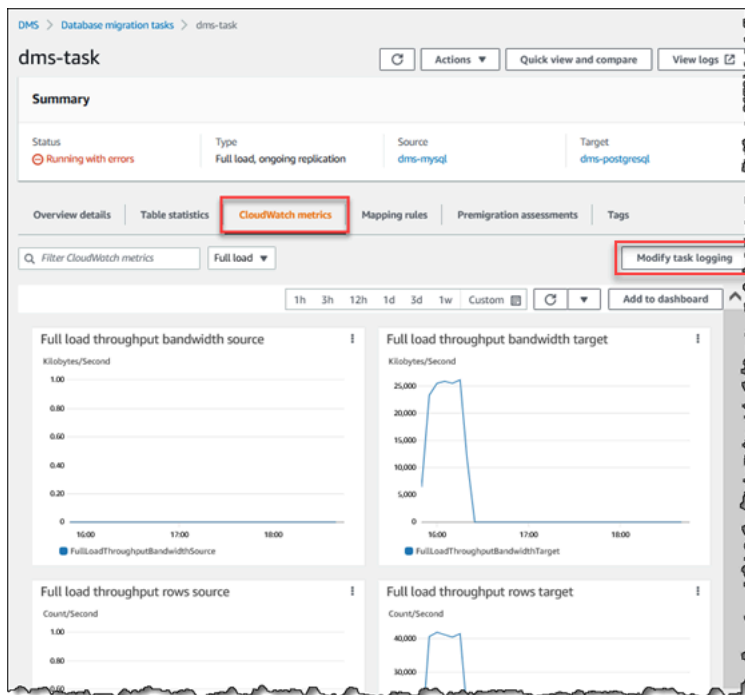 DMS > Database migration tasks > dms-task
dms-task
Actions
Quick view and compare
View logs
Summary
Status
Type
Source
Target
Running with errors
Full load, ongoing replication
dms-mysql
dms-postgresql
Overview details
Table statistics
CloudWatch metrics
Mapping rules
Premigration assessments
Tags
Filter CloudWatch metrics
Full load
Modify task logging
1h 3h 12h 1d 3d 1w Custom
Add to dashboard
Full load throughput bandwidth source
Kilobytes/Second
1.00
0.80
0.60
0.40
0.20
0
16:00 17:00 18:00
FullLoadThroughputBandwidthSource
Full load throughput bandwidth target
Kilobytes/Second
25,000
20,000
15,000
10,000
5,000
0
16:00 17:00 18:00
FullLoadThroughputBandwidthTarget
Full load throughput rows source
Count/Second
1.00
0.80
0.60
Full load throughput rows target
Count/Second
40,000
30,000